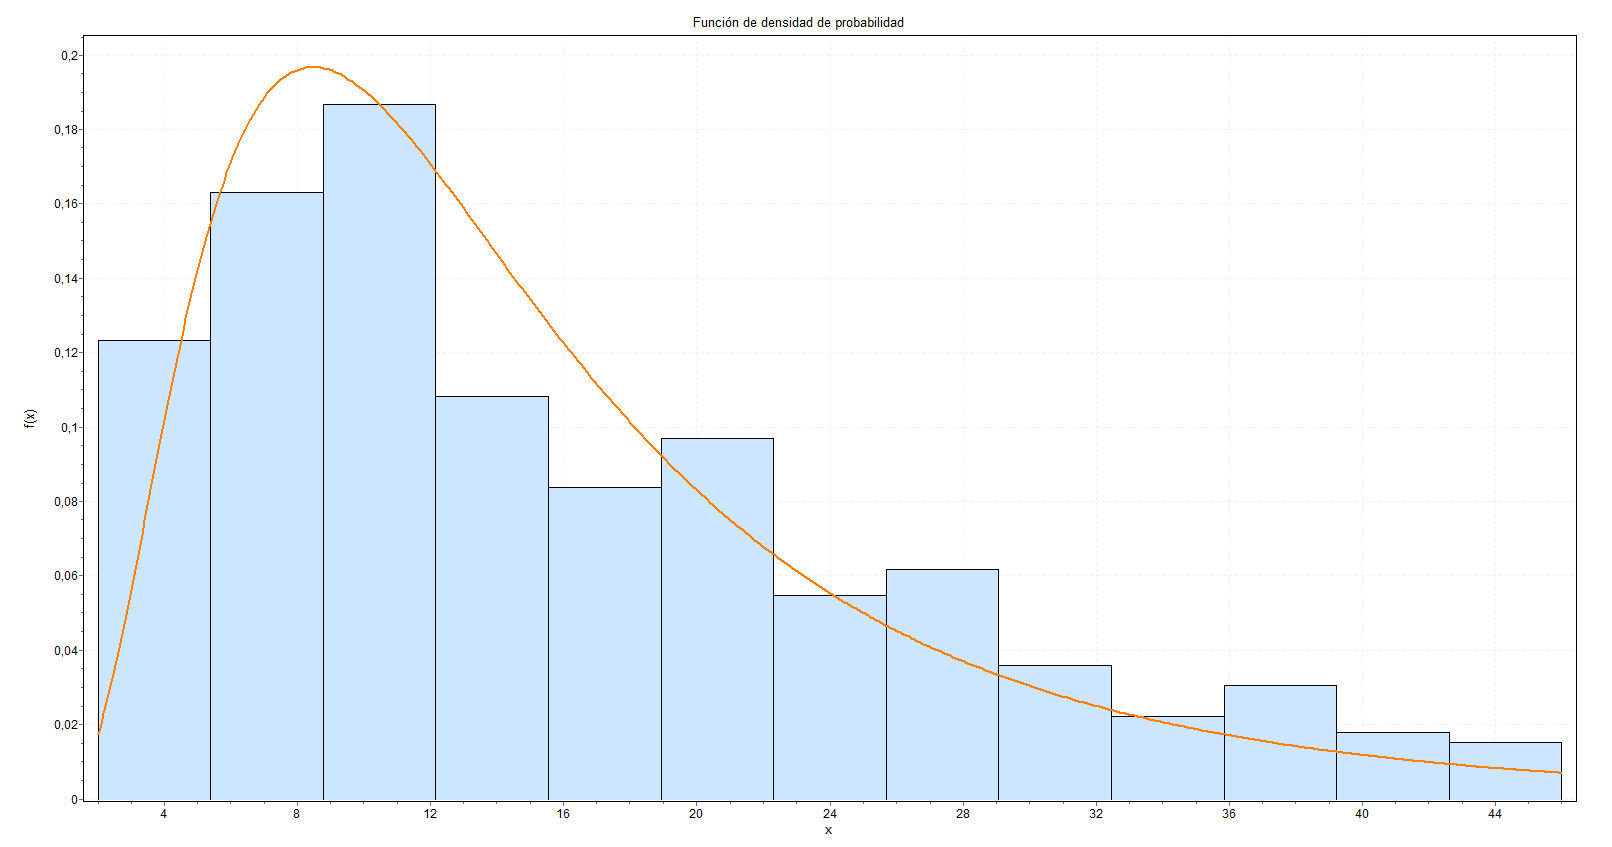 Función de densidad de probabilidad
0,2
0,18
0,16
0,14
0,12
0,1
0,08
0,06
0,04
0,02
0
f(x)
4 8 12 16 20 24 28 32 36 40 44
x